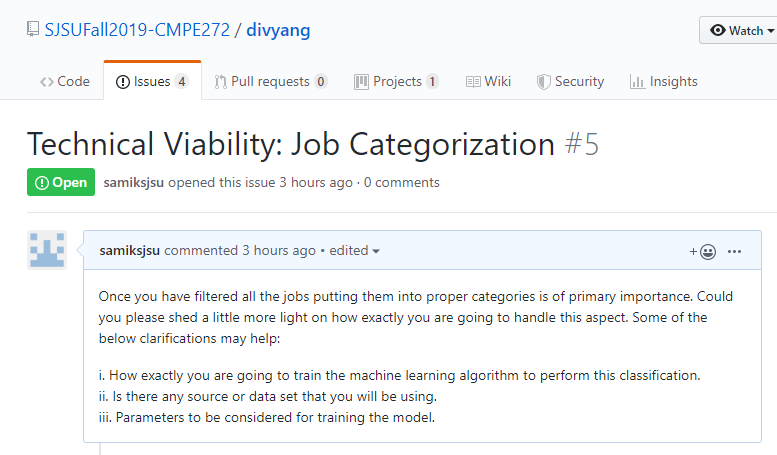 SJSUFall2019-CMPE272 / divyang
Watch
Code Issues 4 Pull requests 0 Projects 1 Wiki Security Insights
Technical Viability: Job Categorization #5
Open samiksjsu opened this issue 3 hours ago · 0 comments
samiksjsu commented 3 hours ago • edited
Once you have filtered all the jobs putting them into proper categories is of primary importance. Could
you please shed a little more light on how exactly you are going to handle this aspect. Some of the
below clarifications may help:
i. How exactly you are going to train the machine learning algorithm to perform this classification.
ii. Is there any source or data set that you will be using.
iii. Parameters to be considered for training the model.